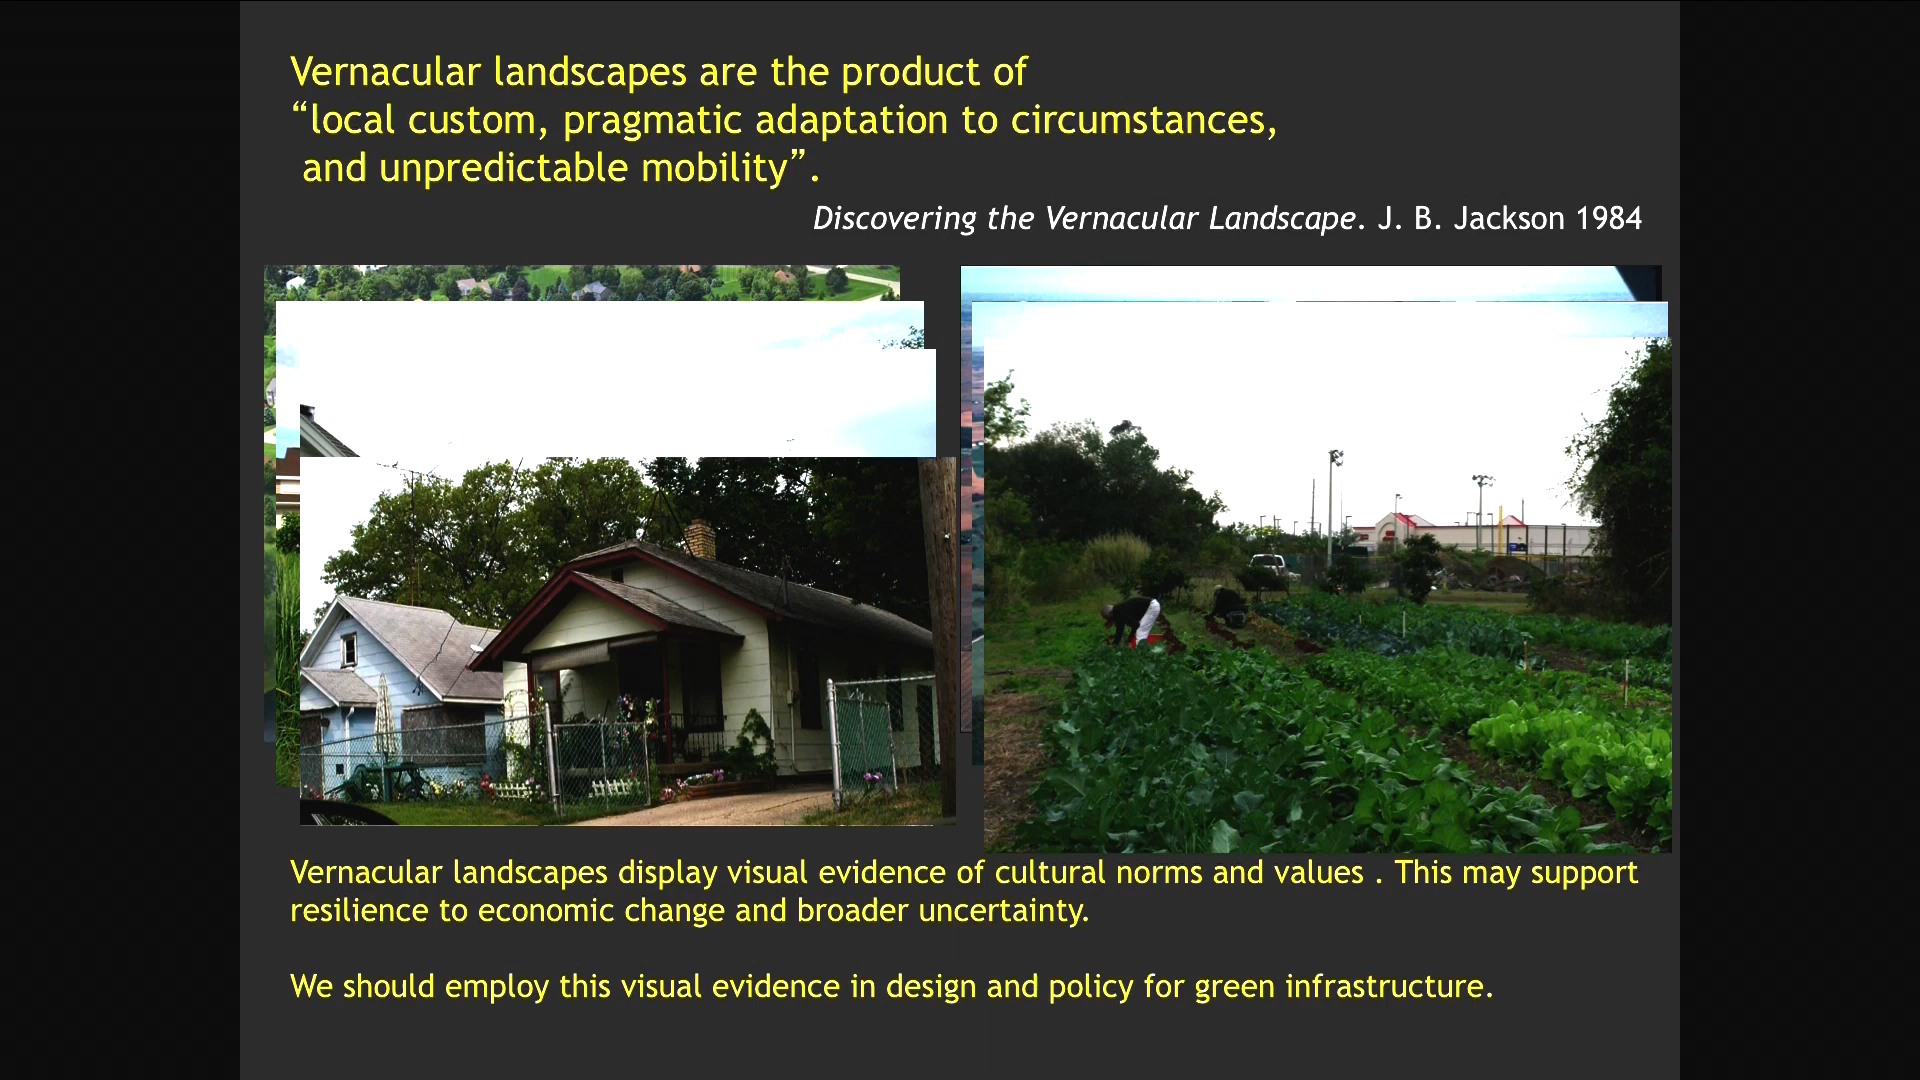 Vernacular landscapes are the product of
“local custom, pragmatic adaptation to circumstances,
and unpredictable mobility”.
Discovering the Vernacular Landscape. J. B. Jackson 1984
Vernacular landscapes display visual evidence of cultural norms and values . This may support
resilience to economic change and broader uncertainty.
We should employ this visual evidence in design and policy for green infrastructure.